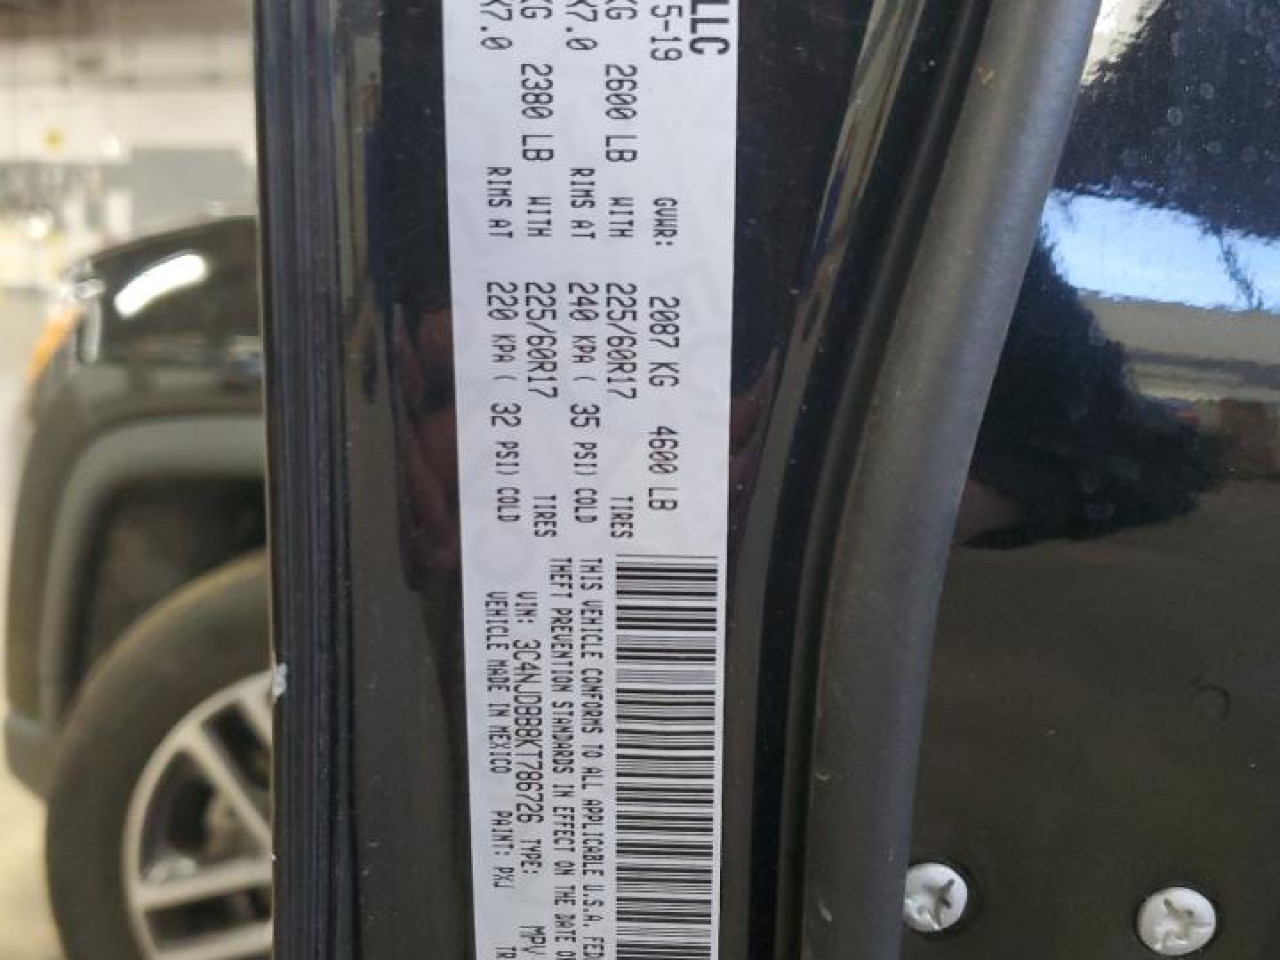 LLC
5-19 GVWR: 2087 KG 4600 LB
KG 2600 LB WITH 225/60R17 TIRES
X7.0 RIMS AT 240 KPA ( 35 PSI) COLD
KG 2380 LB WITH 225/60R17 TIRES
X7.0 RIMS AT 220 KPA ( 32 PSI) COLD
THIS VEHICLE CONFORMS TO ALL APPLICABLE U.S.A. FED
THEFT PREVENTION STANDARDS IN EFFECT ON THE DATE O
VIN: 3C4NJDBB8KT786726 TYPE: MPV
VEHICLE MADE IN MEXICO PAINT: PXJ TR